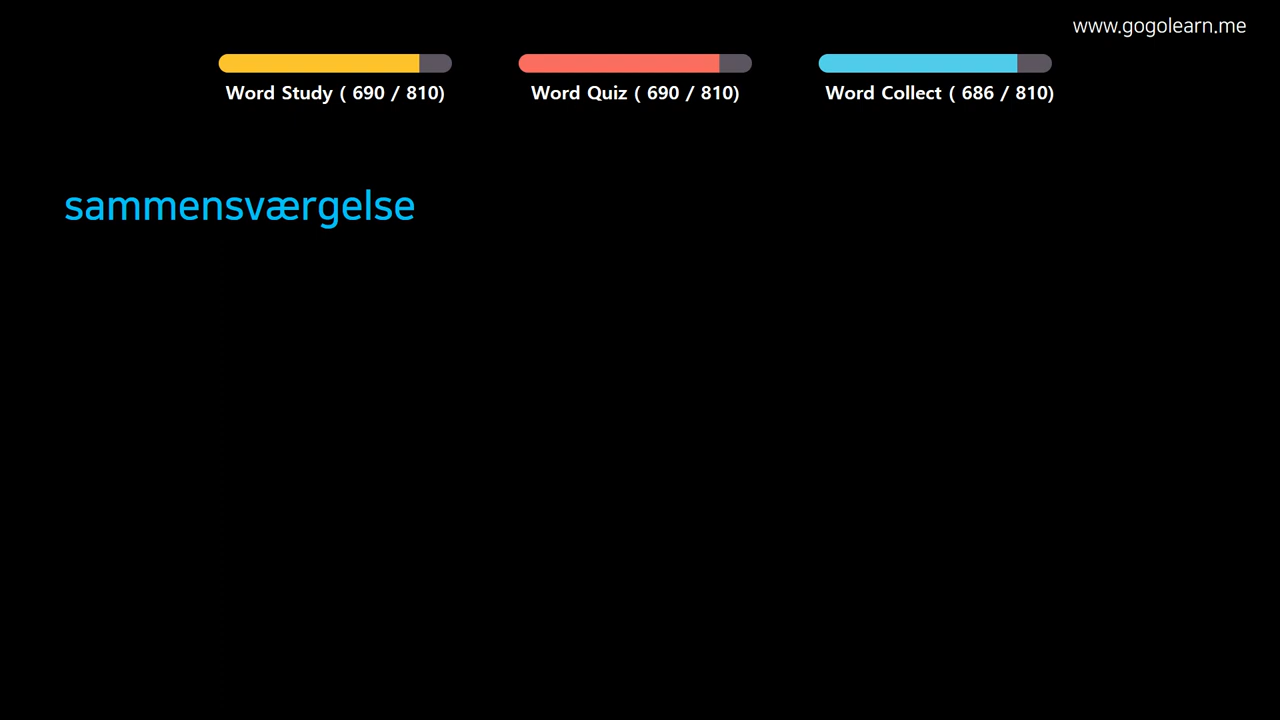 www.gogolearn.me
Word Study ( 690 / 810)
Word Quiz ( 690 / 810)
Word Collect ( 686 / 810)
sammensværgelse